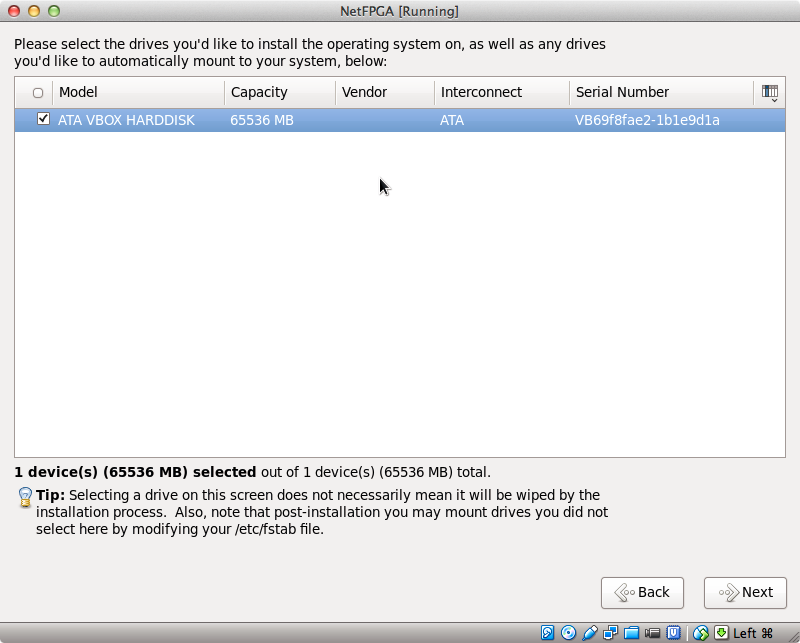 NetFPGA [Running]
Please select the drives you'd like to install the operating system on, as well as any drives
you'd like to automatically mount to your system, below:
Model Capacity Vendor Interconnect Serial Number
ATA VBOX HARDDISK 65536 MB ATA VB69f8fae2-1b1e9d1a
1 device(s) (65536 MB) selected out of 1 device(s) (65536 MB) total.
Tip: Selecting a drive on this screen does not necessarily mean it will be wiped by the
installation process. Also, note that post-installation you may mount drives you did not
select here by modifying your /etc/fstab file.
Back Next
Left ⌘